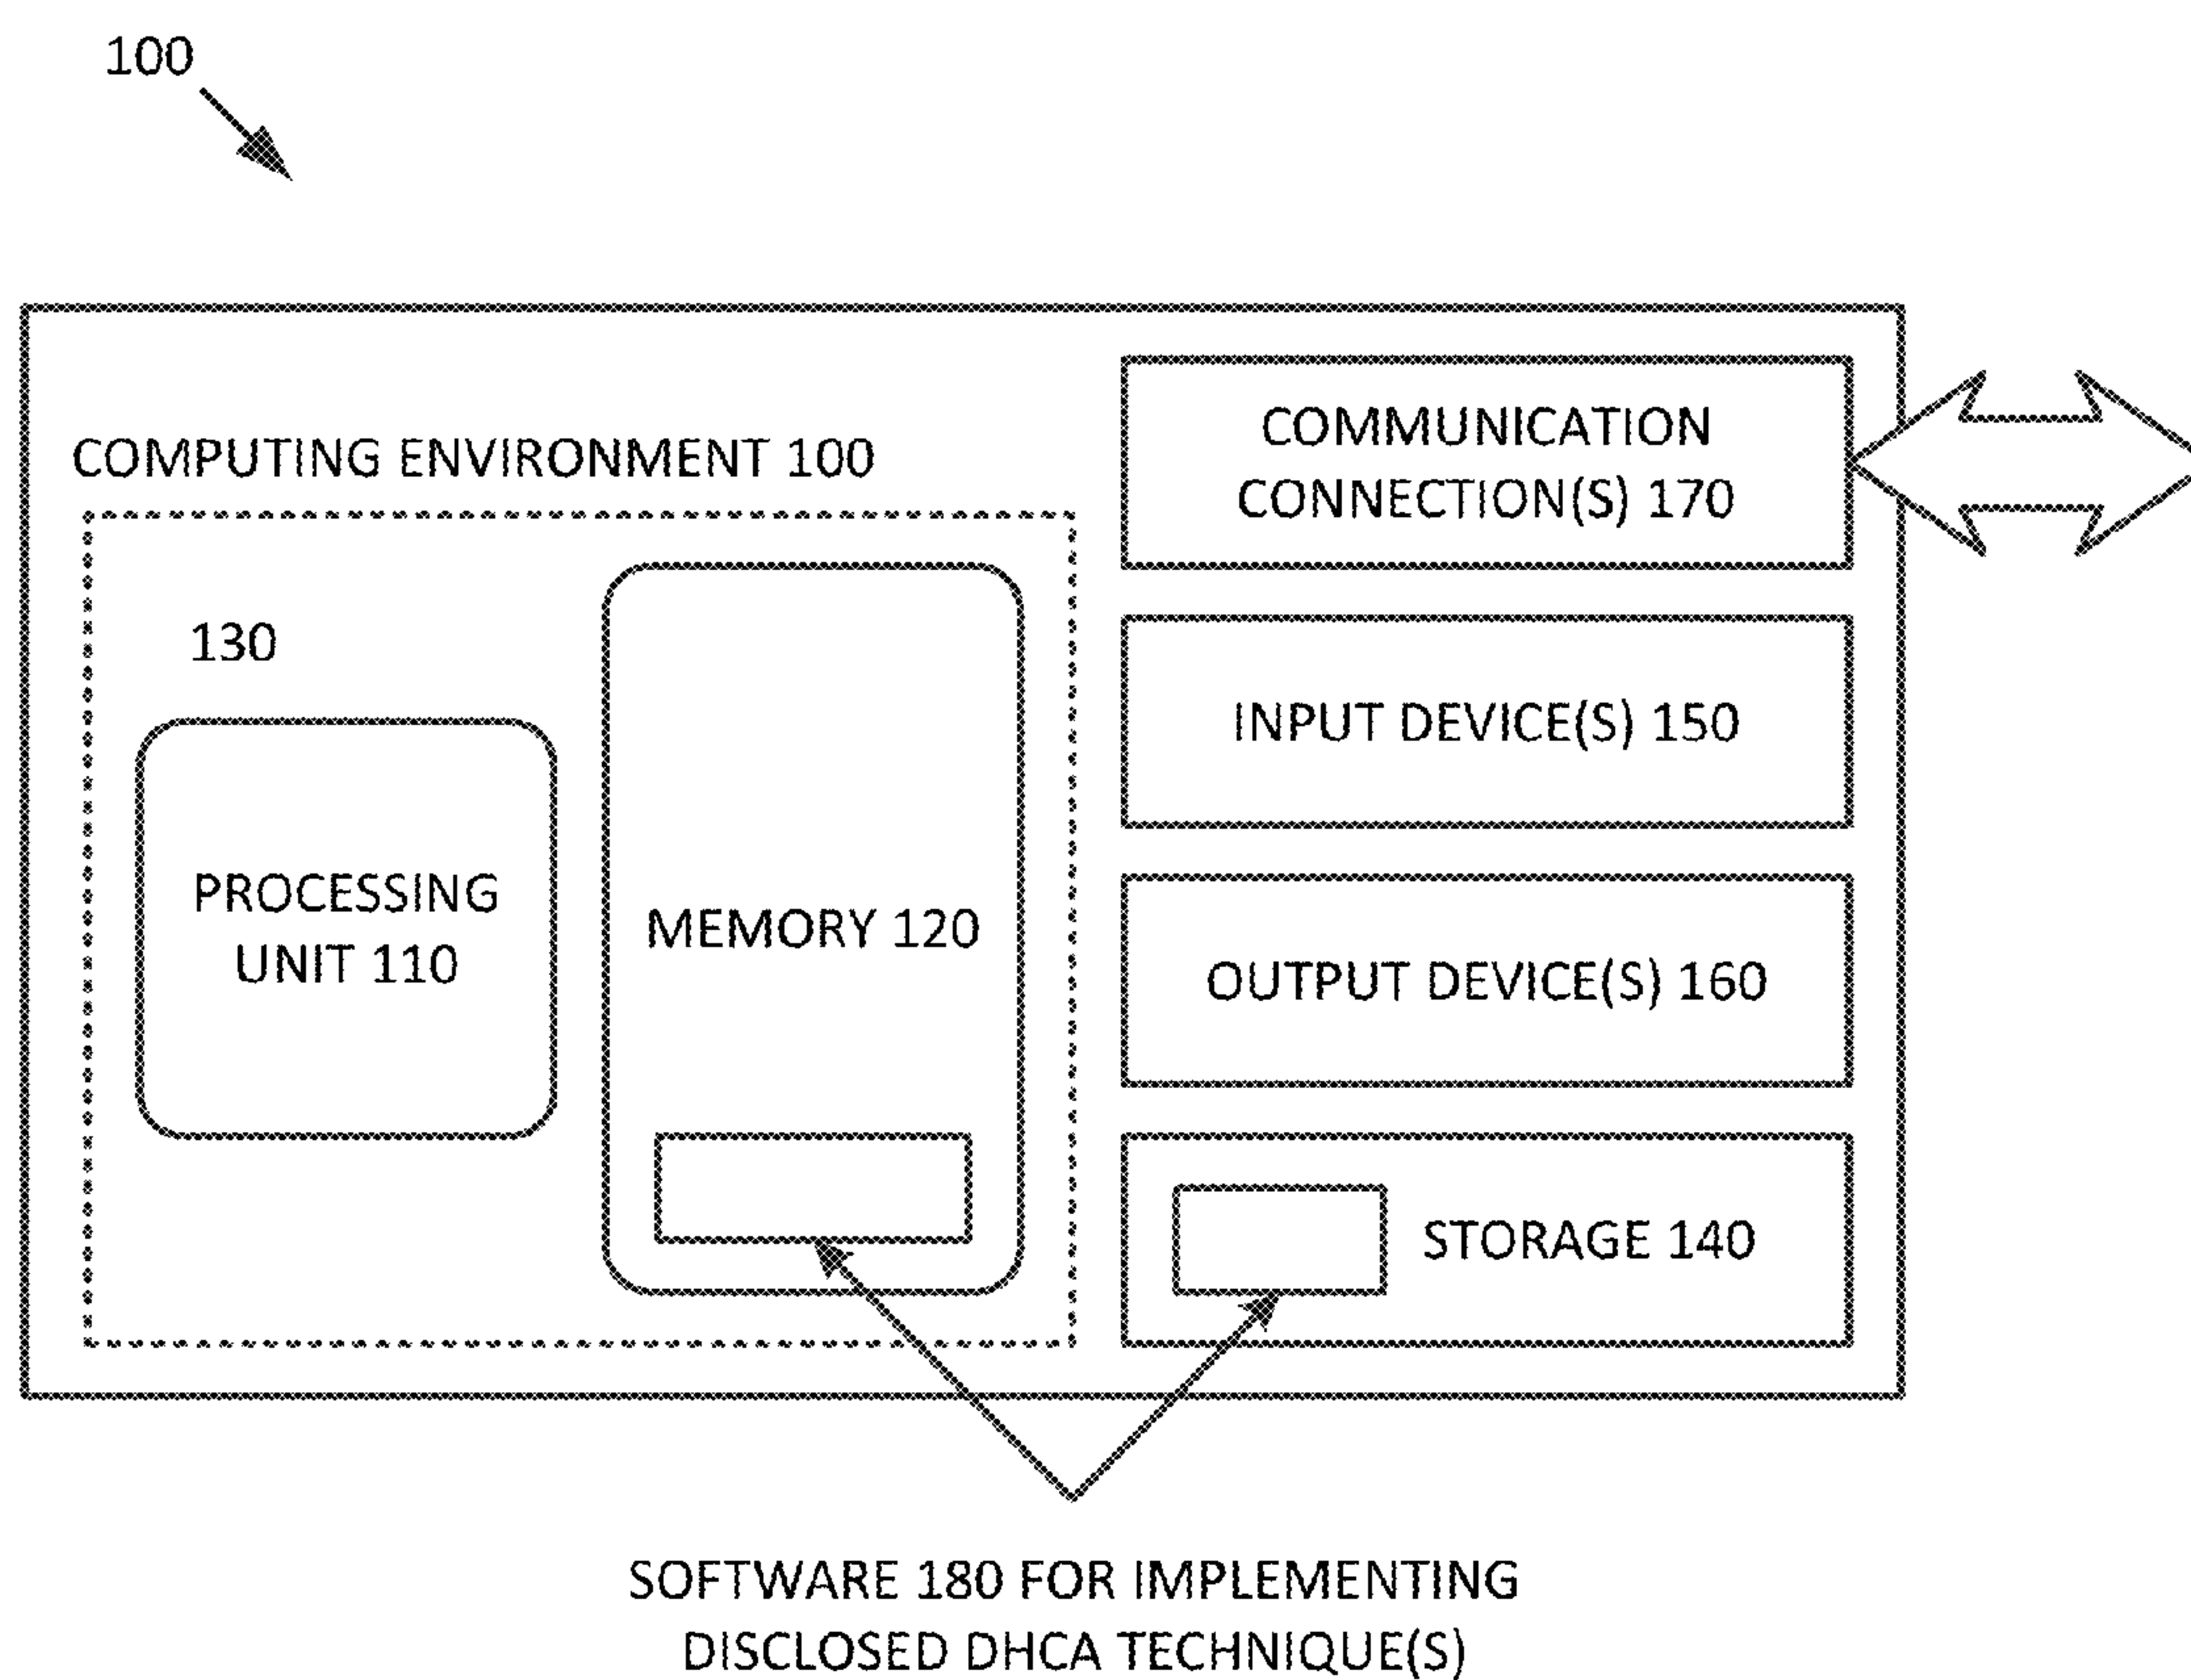 100
COMPUTING ENVIRONMENT 100
130
PROCESSING
UNIT 110
MEMORY 120
COMMUNICATION
CONNECTION(S) 170
INPUT DEVICE(S) 150
OUTPUT DEVICE(S) 160
STORAGE 140
SOFTWARE 180 FOR IMPLEMENTING
DISCLOSED DHCA TECHNIQUE(S)